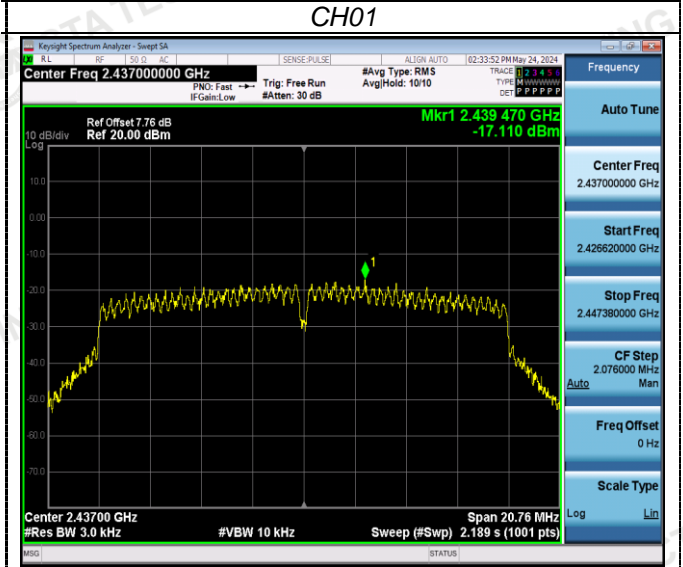 CH01
Keysight Spectrum Analyzer - Swept SA
RL RF 50 Ω AC SENSE:PULSE ALIGN AUTO 02:33:52 PM May 24, 2024
Center Freq 2.437000000 GHz
PNO: Fast
IFGain:Low
Trig: Free Run
#Atten: 30 dB
#Avg Type: RMS
Avg|Hold: 10/10
TRACE 1 2 3 4 5 6
TYPE M W W W W W
DET P P P P P P
Ref Offset 7.76 dB
10 dB/div Ref 20.00 dBm
Log
Mkr1 2.439 470 GHz
-17.110 dBm
10.0
0.00
-10.0
-20.0
-30.0
-40.0
-50.0
-60.0
-70.0
1
Center 2.43700 GHz Span 20.76 MHz
#Res BW 3.0 kHz #VBW 10 kHz Sweep (#Swp) 2.189 s (1001 pts)
MSG STATUS
Frequency
Auto Tune
Center Freq
2.437000000 GHz
Start Freq
2.426620000 GHz
Stop Freq
2.447380000 GHz
CF Step
2.076000 MHz
Auto Man
Freq Offset
0 Hz
Scale Type
Log Lin